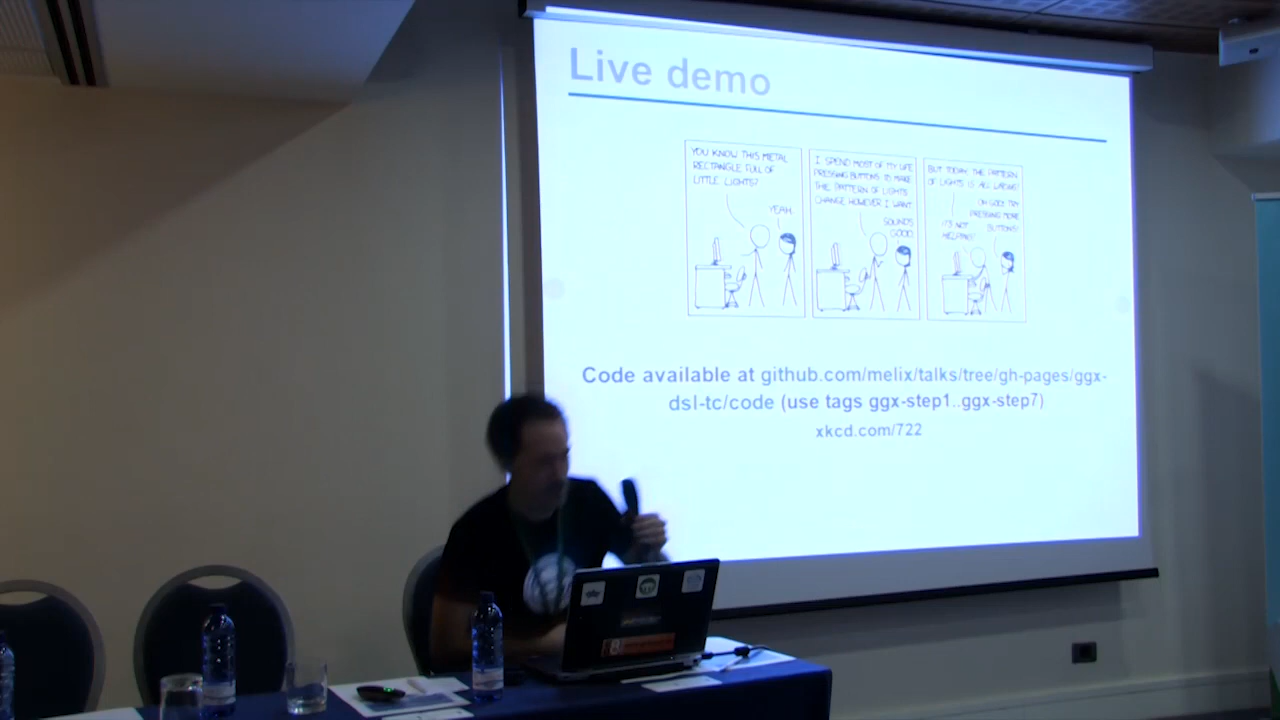 Live demo
YOU KNOW THIS METAL
RECTANGLE FULL OF
LITTLE LIGHTS?
YEAH.
I SPEND MOST OF MY LIFE
PRESSING BUTTONS TO MAKE
THE PATTERN OF LIGHTS
CHANGE HOWEVER I WANT.
SOUNDS
GOOD.
BUT TODAY, THE PATTERN
OF LIGHTS IS ALL WRONG!
OH GOD! TRY
PRESSING MORE
BUTTONS!
IT'S NOT
HELPING!
Code available at github.com/melix/talks/tree/gh-pages/ggx-
dsl-tc/code (use tags ggx-step1..ggx-step7)
xkcd.com/722